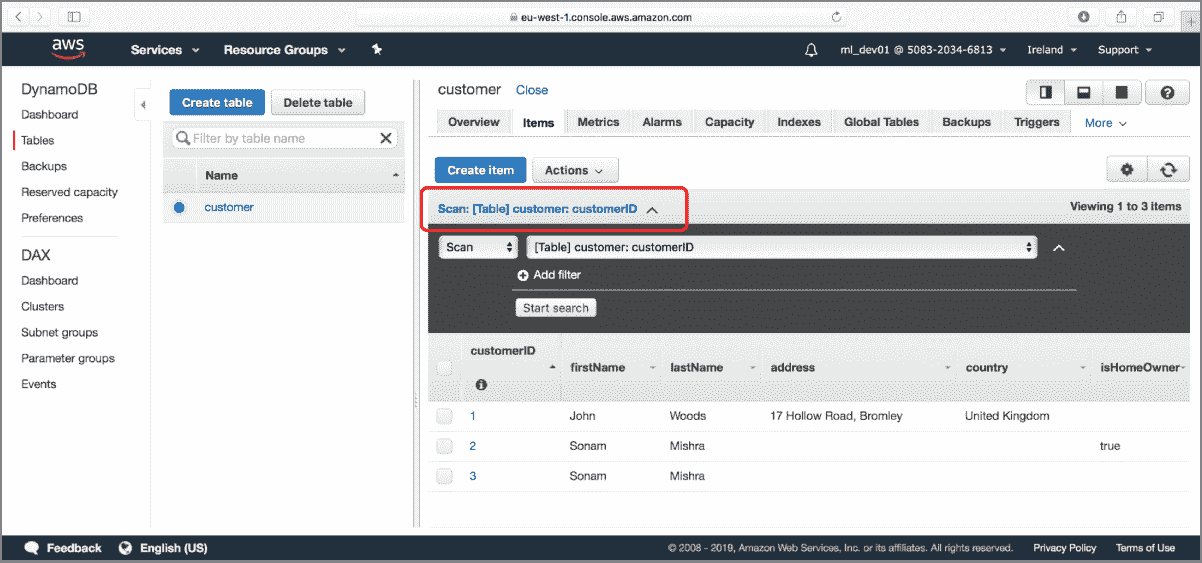 eu-west-1.console.aws.amazon.com
aws Services Resource Groups ml_dev01 @ 5083-2034-6813 Ireland Support
DynamoDB
Dashboard
Tables
Backups
Reserved capacity
Preferences
DAX
Dashboard
Clusters
Subnet groups
Parameter groups
Events
Create table Delete table
Filter by table name
Name
customer
customer Close
Overview Items Metrics Alarms Capacity Indexes Global Tables Backups Triggers More
Create item Actions
Scan: [Table] customer: customerID Viewing 1 to 3 items
Scan [Table] customer: customerID
Add filter
Start search
customerID firstName lastName address country isHomeOwner
1 John Woods 17 Hollow Road, Bromley United Kingdom
2 Sonam Mishra true
3 Sonam Mishra
Feedback English (US) © 2008 - 2019, Amazon Web Services, Inc. or its affiliates. All rights reserved. Privacy Policy Terms of Use